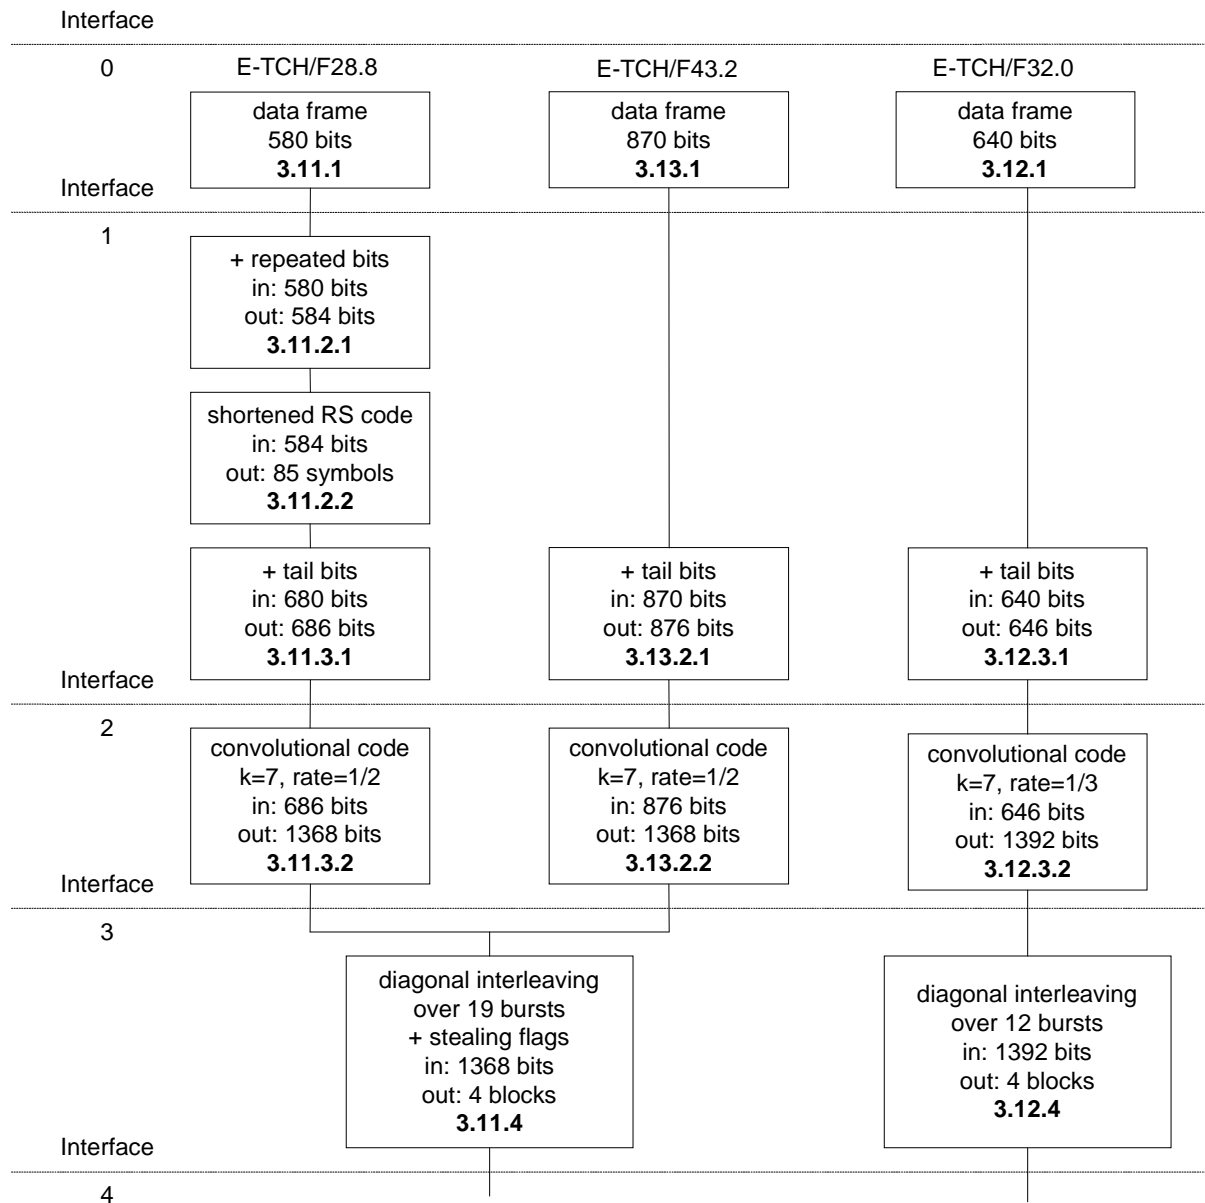 Interface
0
E-TCH/F28.8
E-TCH/F43.2
E-TCH/F32.0
data frame
580 bits
3.11.1
data frame
870 bits
3.13.1
data frame
640 bits
3.12.1
Interface
1
+ repeated bits
in: 580 bits
out: 584 bits
3.11.2.1
shortened RS code
in: 584 bits
out: 85 symbols
3.11.2.2
+ tail bits
in: 680 bits
out: 686 bits
3.11.3.1
+ tail bits
in: 870 bits
out: 876 bits
3.13.2.1
+ tail bits
in: 640 bits
out: 646 bits
3.12.3.1
Interface
2
convolutional code
k=7, rate=1/2
in: 686 bits
out: 1368 bits
3.11.3.2
convolutional code
k=7, rate=1/2
in: 876 bits
out: 1368 bits
3.13.2.2
convolutional code
k=7, rate=1/3
in: 646 bits
out: 1392 bits
3.12.3.2
Interface
3
diagonal interleaving
over 19 bursts
+ stealing flags
in: 1368 bits
out: 4 blocks
3.11.4
diagonal interleaving
over 12 bursts
in: 1392 bits
out: 4 blocks
3.12.4
Interface
4